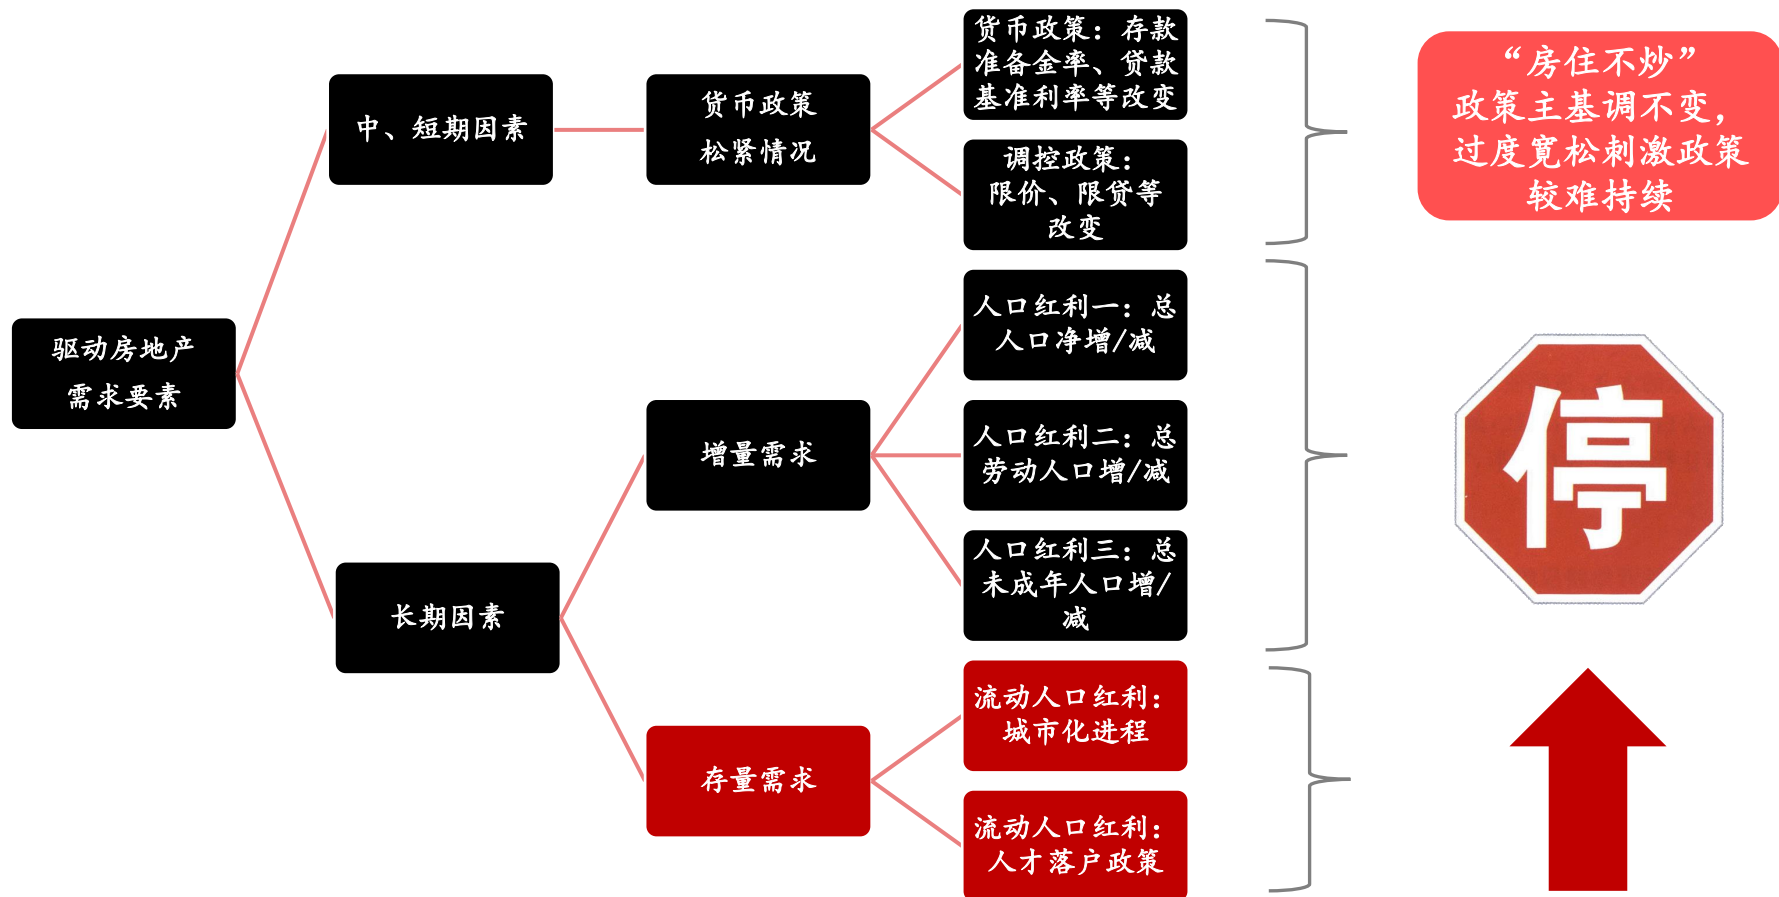 驱动房地产
需求要素
中、短期因素
长期因素
货币政策
松紧情况
增量需求
存量需求
货币政策：存款
准备金率、贷款
基准利率等改变
调控政策：
限价、限贷等
改变
人口红利一：总
人口净增/减
人口红利二：总
劳动人口增/减
人口红利三：总
未成年人口增/
减
流动人口红利：
城市化进程
流动人口红利：
人才落户政策
“房住不炒”
政策主基调不变，
过度宽松刺激政策
较难持续
停